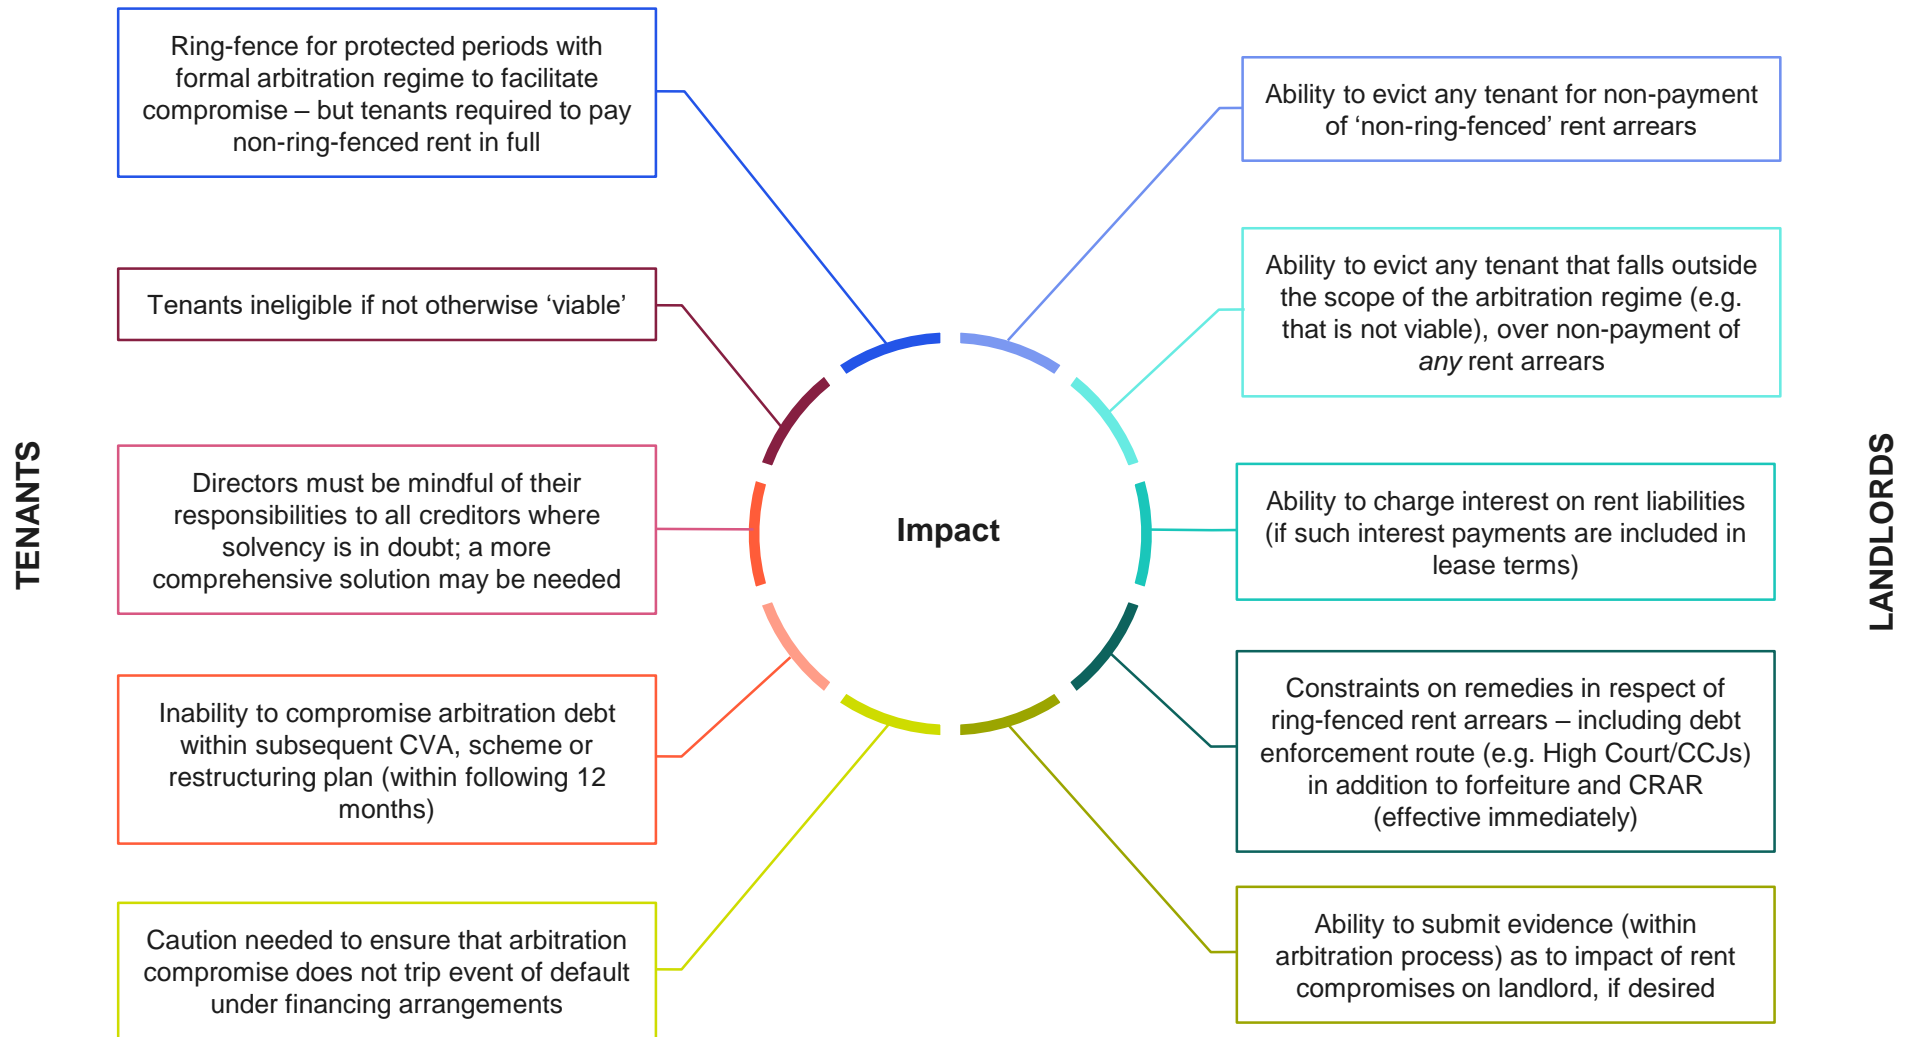 TENANTS
Ring-fence for protected periods with
formal arbitration regime to facilitate
compromise – but tenants required to pay
non-ring-fenced rent in full
Tenants ineligible if not otherwise ‘viable’
Directors must be mindful of their
responsibilities to all creditors where
solvency is in doubt; a more
comprehensive solution may be needed
Inability to compromise arbitration debt
within subsequent CVA, scheme or
restructuring plan (within following 12
months)
Caution needed to ensure that arbitration
compromise does not trip event of default
under financing arrangements
Impact
Ability to evict any tenant for non-payment
of ‘non-ring-fenced’ rent arrears
Ability to evict any tenant that falls outside
the scope of the arbitration regime (e.g.
that is not viable), over non-payment of
any rent arrears
Ability to charge interest on rent liabilities
(if such interest payments are included in
lease terms)
Constraints on remedies in respect of
ring-fenced rent arrears – including debt
enforcement route (e.g. High Court/CCJs)
in addition to forfeiture and CRAR
(effective immediately)
Ability to submit evidence (within
arbitration process) as to impact of rent
compromises on landlord, if desired
LANDLORDS